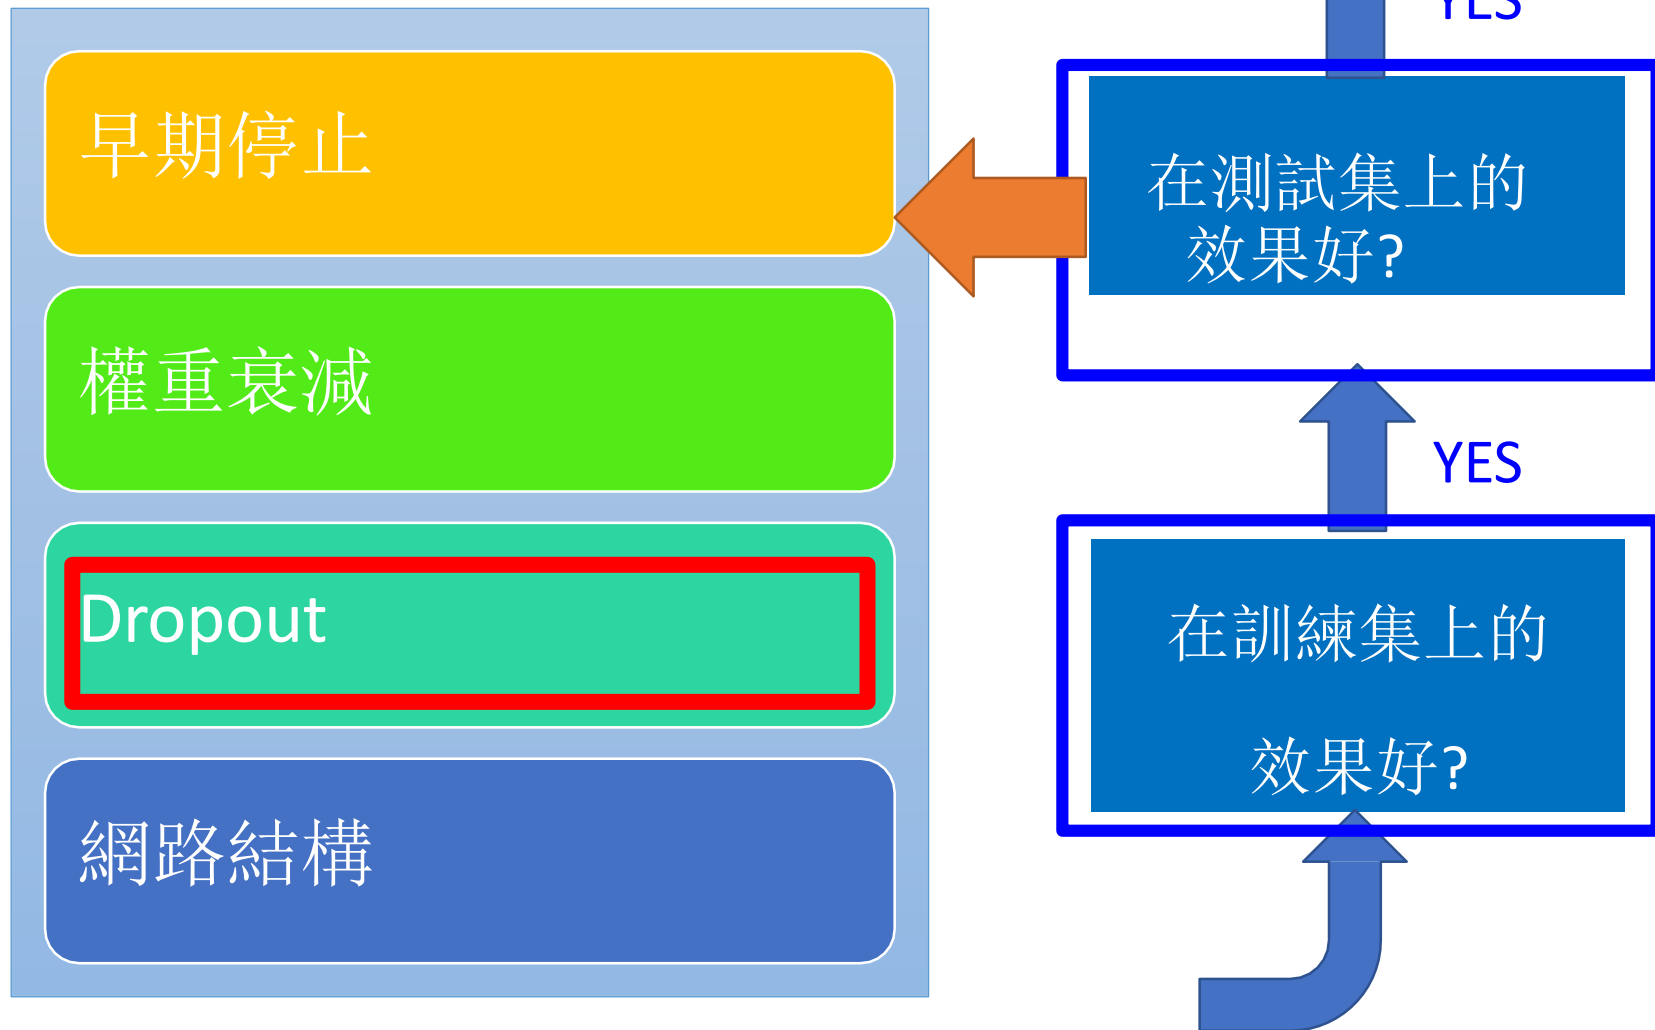 早期停止
權重衰減
Dropout
網路結構
YES
在測試集上的
效果好?
YES
在訓練集上的
效果好?